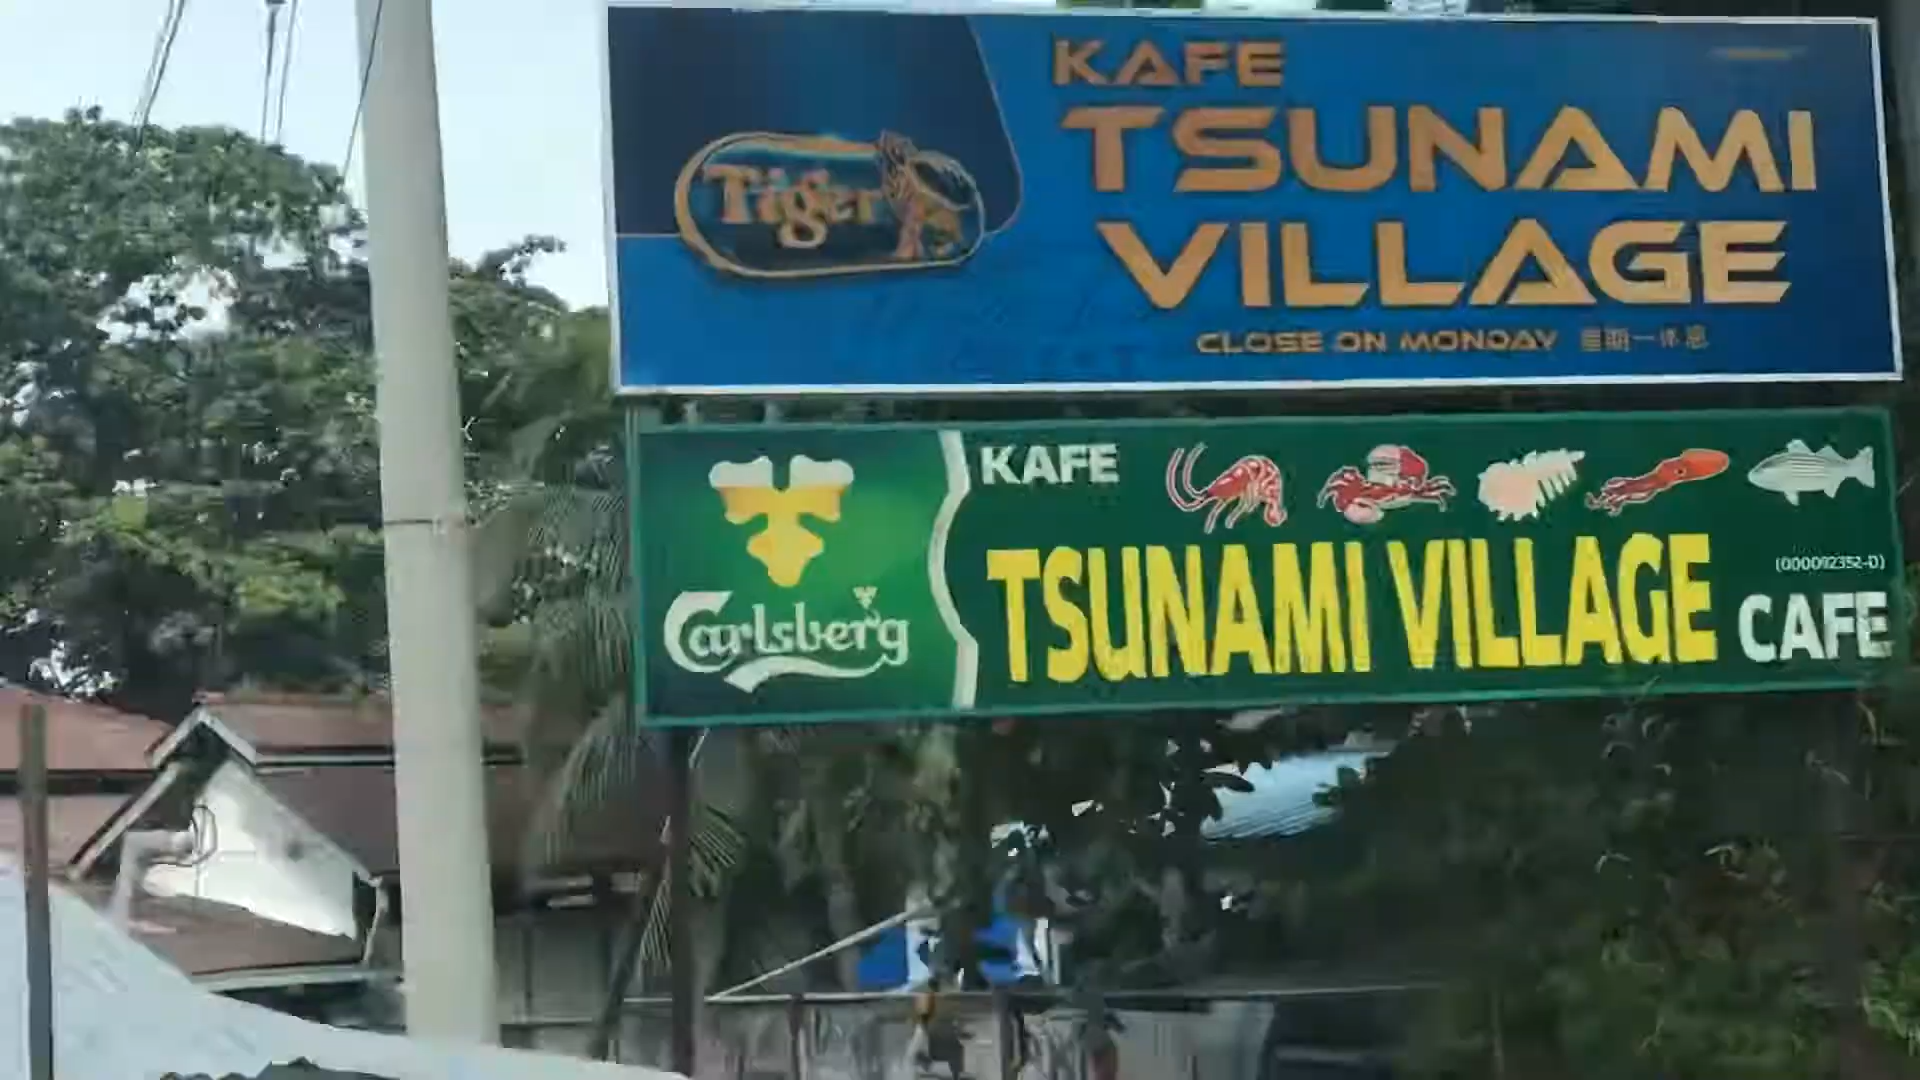 KAFE
TSUNAMI
VILLAGE
Tiger
CLOSE ON MONDAY 星期一休息
KAFE
TSUNAMI VILLAGE
(000092352-D)
CAFE
Carlsberg